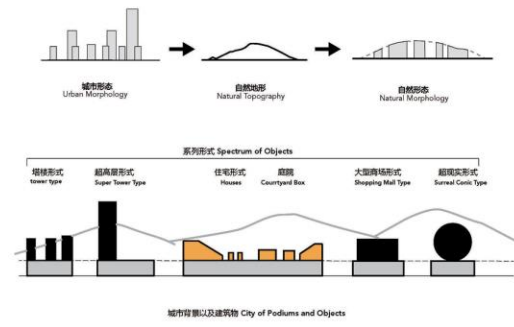 城市形态
Urban Morphology
自然地形
Natural Topography
自然形态
Natural Morphology
系列形式 Spectrum of Objects
塔楼形式
tower type
超高层形式
Super Tower Type
住宅形式
Houses
庭院
Courtyard Box
大型商场形式
Shopping Mall Type
超现实形式
Surreal Conic Type
城市背景以及建筑物 City of Podiums and Objects